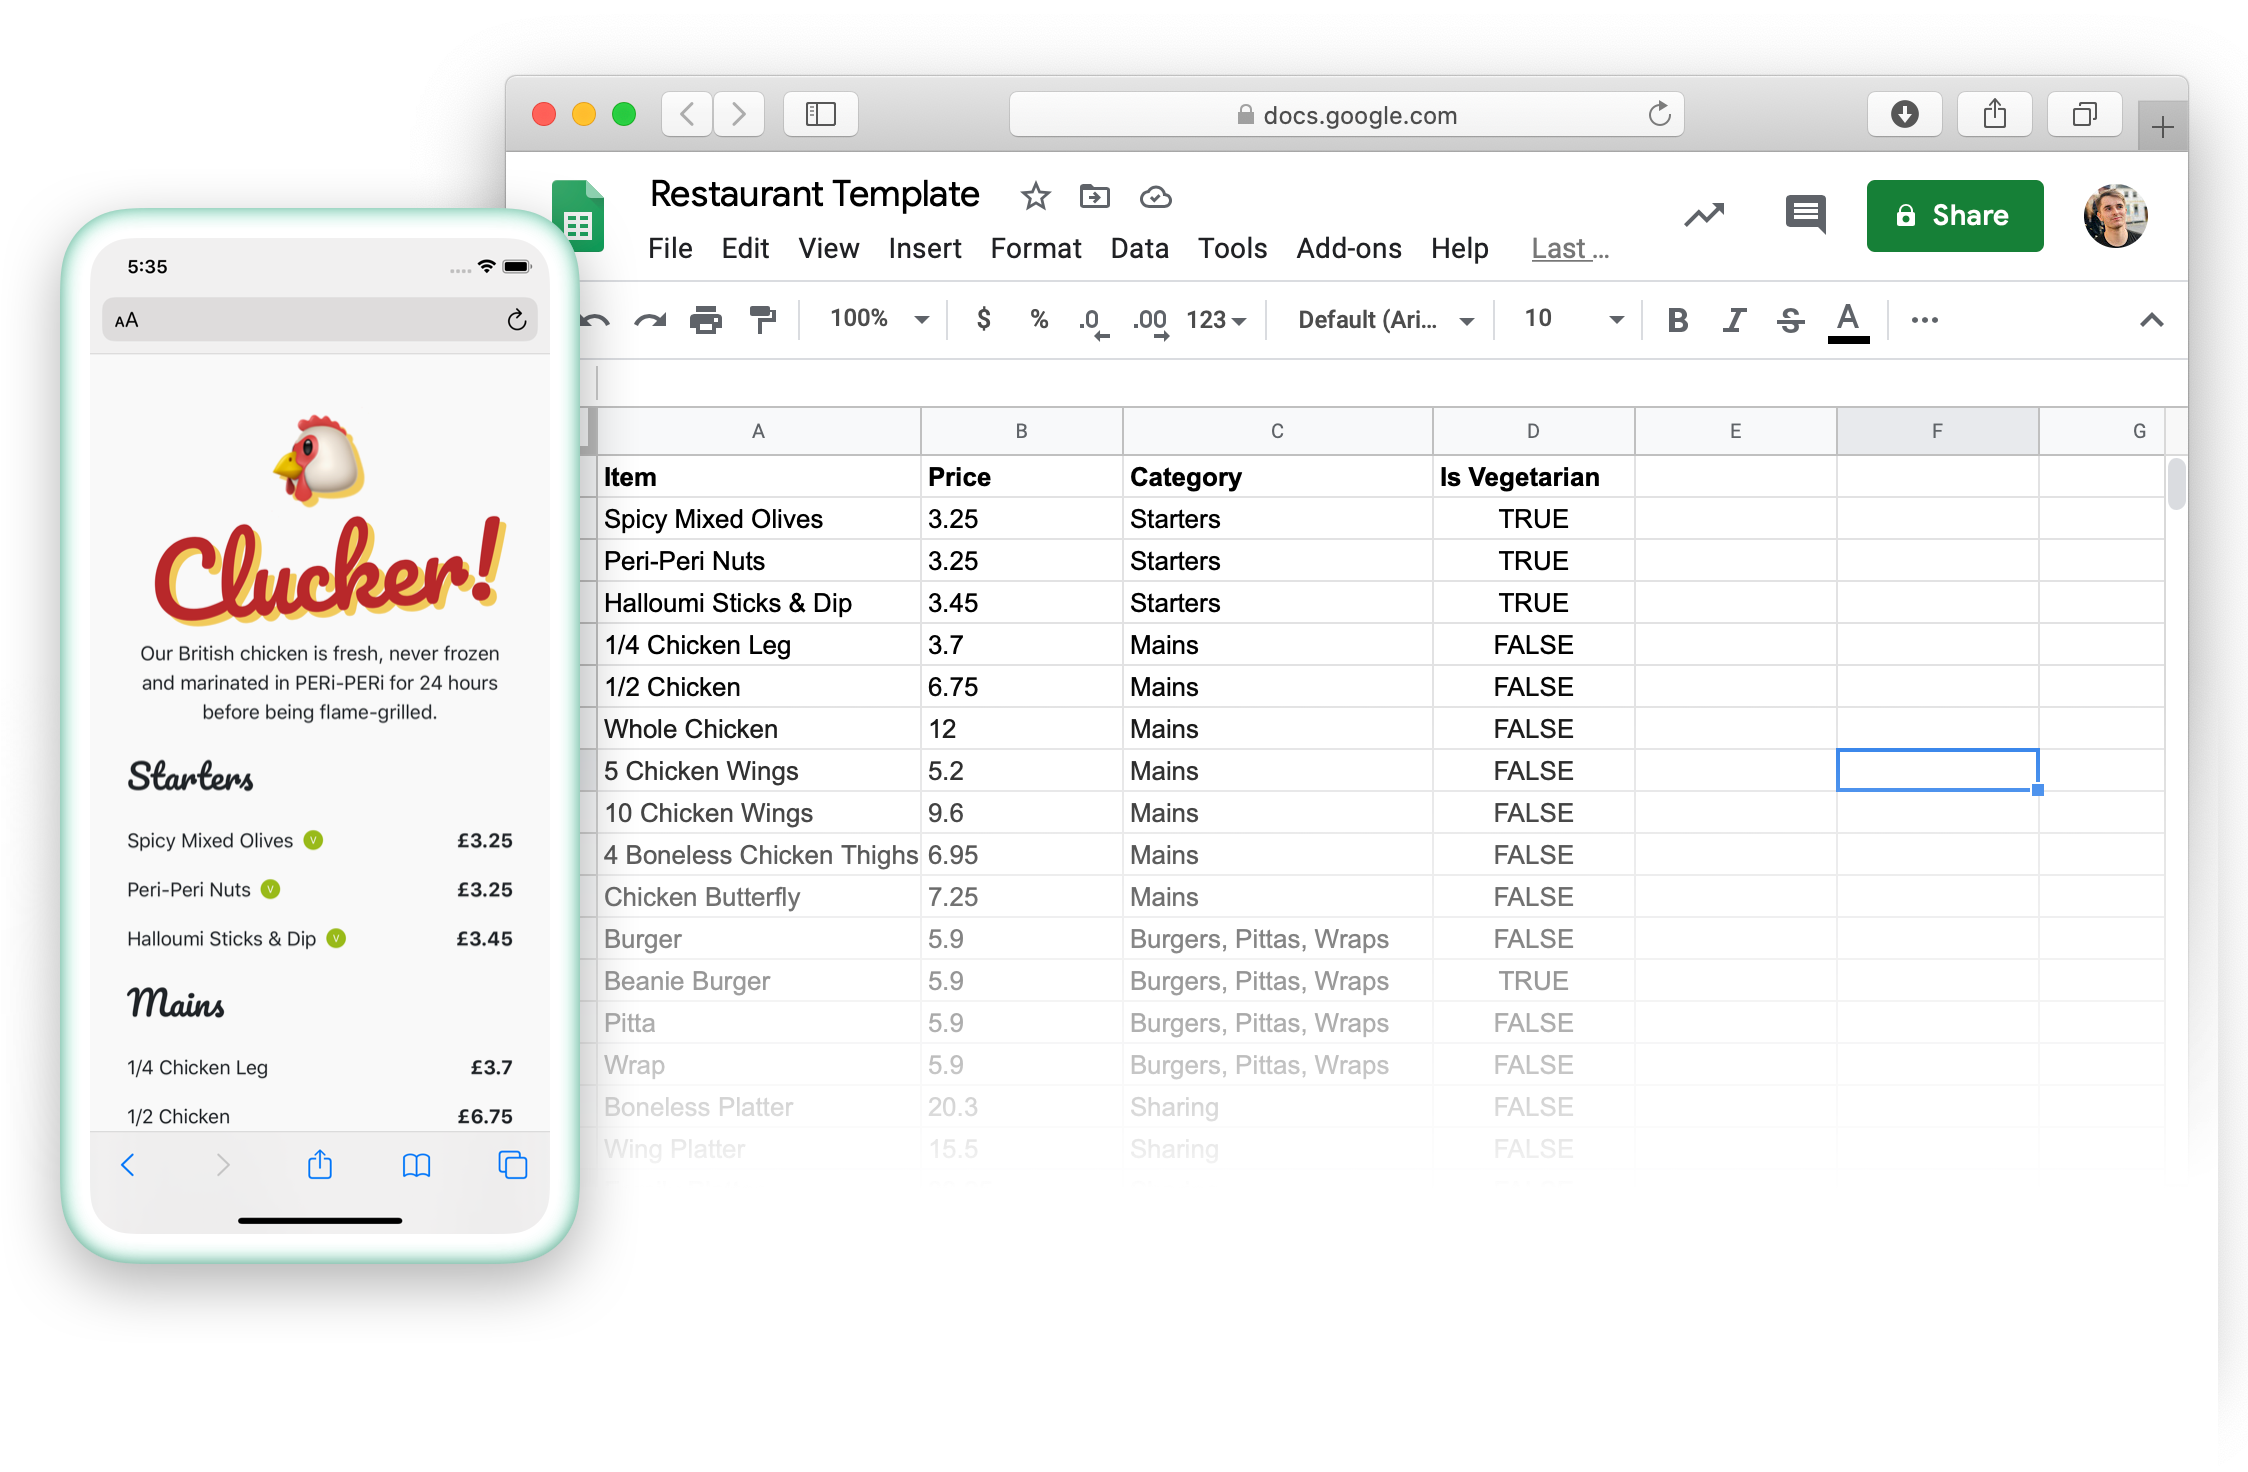 docs.google.com
Restaurant Template
File Edit View Insert Format Data Tools Add-ons Help Last ...
Share
100% $ % .0 .00 123 Default (Ari... 10 B I S A
A B C D E F G
Item Price Category Is Vegetarian
Spicy Mixed Olives 3.25 Starters TRUE
Peri-Peri Nuts 3.25 Starters TRUE
Halloumi Sticks & Dip 3.45 Starters TRUE
1/4 Chicken Leg 3.7 Mains FALSE
1/2 Chicken 6.75 Mains FALSE
Whole Chicken 12 Mains FALSE
5 Chicken Wings 5.2 Mains FALSE
10 Chicken Wings 9.6 Mains FALSE
4 Boneless Chicken Thighs 6.95 Mains FALSE
Chicken Butterfly 7.25 Mains FALSE
Burger 5.9 Burgers, Pittas, Wraps FALSE
Beanie Burger 5.9 Burgers, Pittas, Wraps TRUE
Pitta 5.9 Burgers, Pittas, Wraps FALSE
Wrap 5.9 Burgers, Pittas, Wraps FALSE
Boneless Platter 20.3 Sharing FALSE
Wing Platter 15.5 Sharing FALSE
5:35
AA
Clucker!
Our British chicken is fresh, never frozen
and marinated in PERi-PERi for 24 hours
before being flame-grilled.
Starters
Spicy Mixed Olives V £3.25
Peri-Peri Nuts V £3.25
Halloumi Sticks & Dip V £3.45
Mains
1/4 Chicken Leg £3.7
1/2 Chicken £6.75